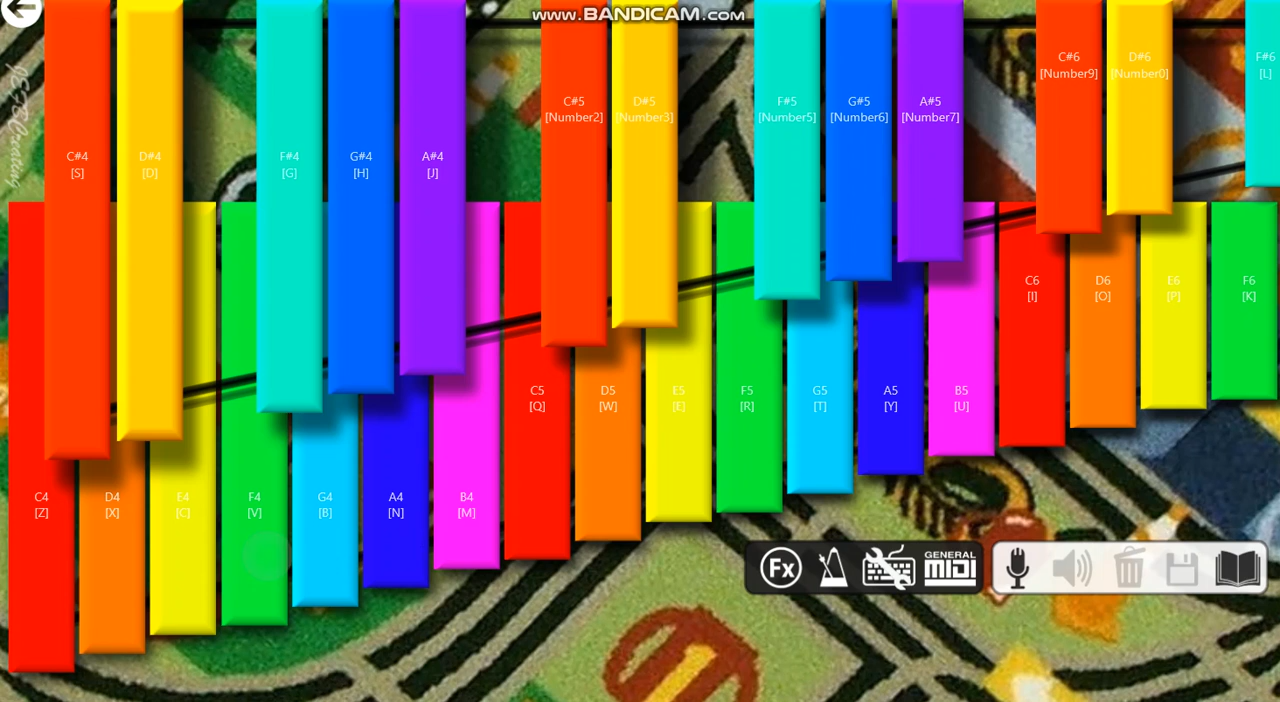 www.BANDICAM.com
C#4
[S]
D#4
[D]
F#4
[G]
G#4
[H]
A#4
[J]
C#5
[Number2]
D#5
[Number3]
F#5
[Number5]
G#5
[Number6]
A#5
[Number7]
C#6
[Number9]
D#6
[Number0]
F#6
[L]
C4
[Z]
D4
[X]
E4
[C]
F4
[V]
G4
[B]
A4
[N]
B4
[M]
C5
[Q]
D5
[W]
E5
[E]
F5
[R]
G5
[T]
A5
[Y]
B5
[U]
C6
[I]
D6
[O]
E6
[P]
F6
[K]
Fx
GENERAL
MIDI